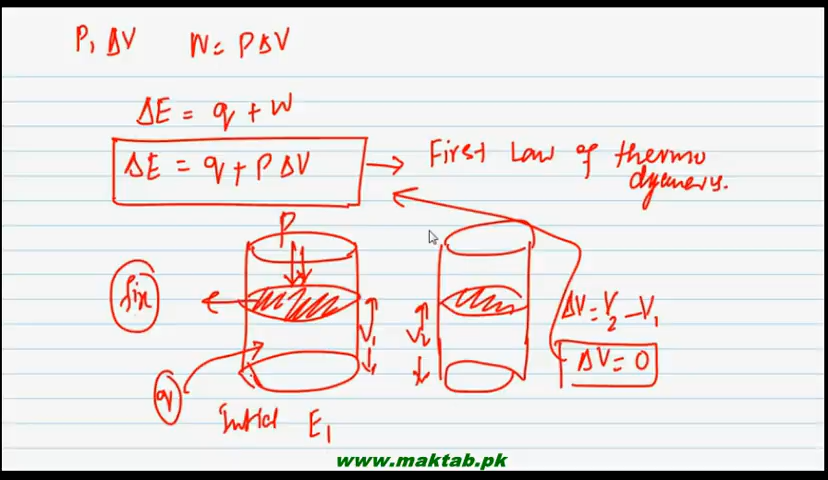 P, ΔV W = PΔV
ΔE = q + W
ΔE = q + PΔV → First Law of thermo
P
fix
V1
V2
ΔV = V2 - V1
ΔV = 0
q
Initial E1
www.maktab.pk